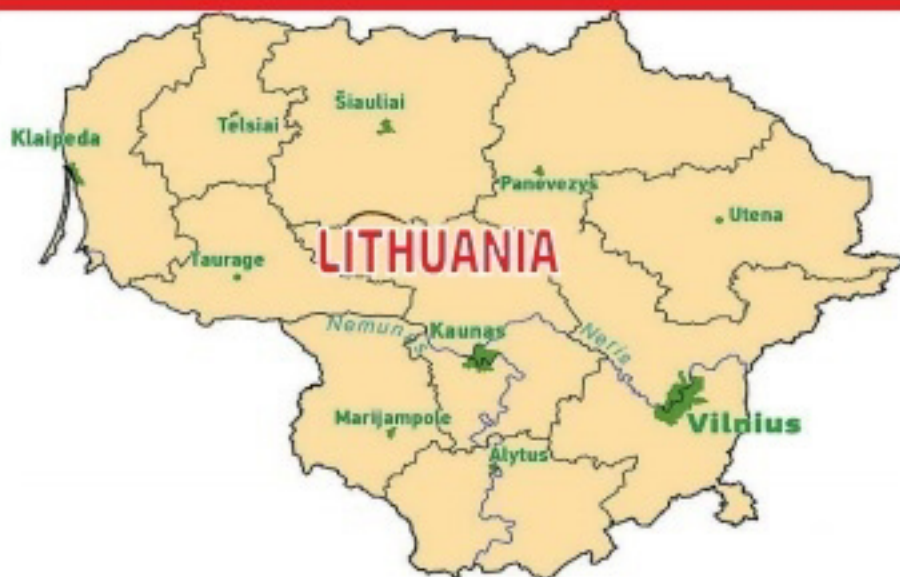 Šiauliai
Telsiai
Klaipeda
Panevezys
Utena
LITHUANIA
Taurage
Nemunas
Kaunas
Neris
Marijampole
Vilnius
Alytus